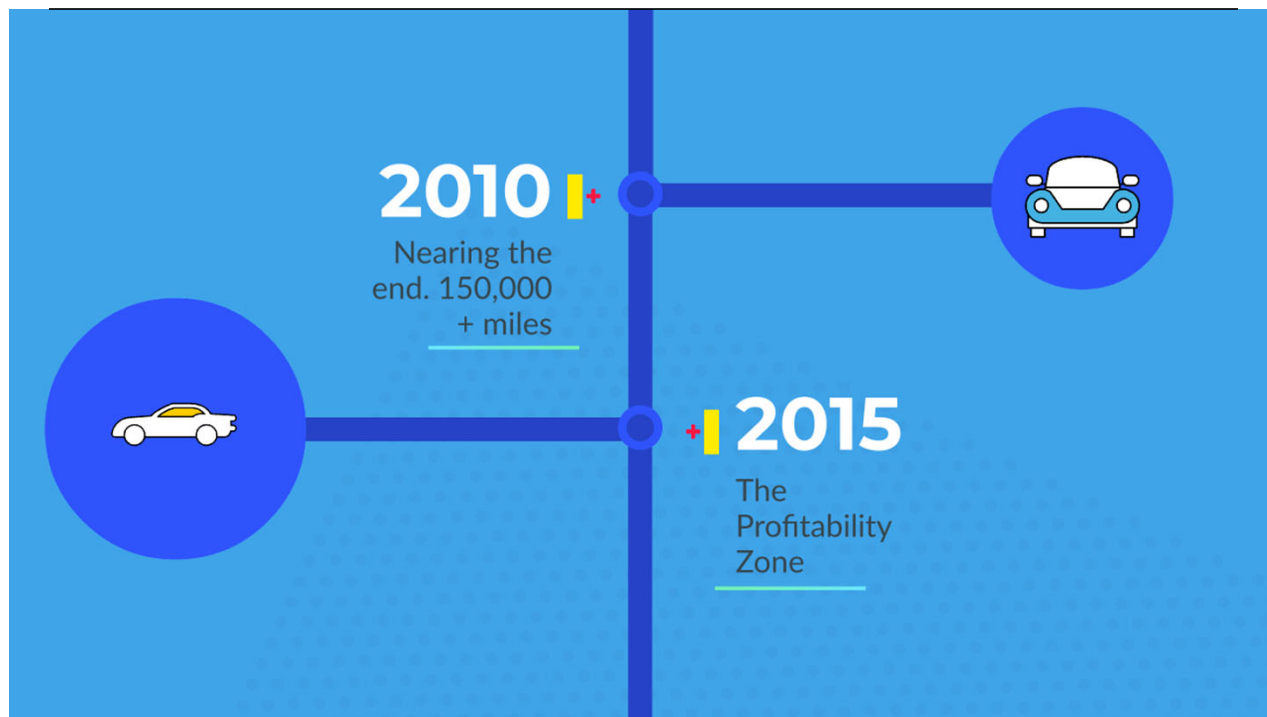 2010
Nearing the
end. 150,000
+ miles
2015
The
Profitability
Zone